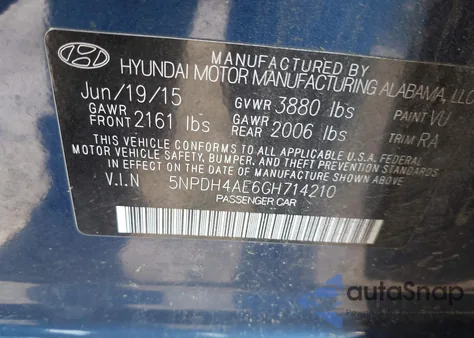 MANUFACTURED BY
HYUNDAI MOTOR MANUFACTURING ALABAMA, LLC
Jun/19/15 GVWR 3880 lbs PAINT VU
GAWR FRONT 2161 lbs GAWR REAR 2006 lbs TRIM RA
THIS VEHICLE CONFORMS TO ALL APPLICABLE U.S.A. FEDERAL
MOTOR VEHICLE SAFETY, BUMPER, AND THEFT PREVENTION STANDARDS
IN EFFECT ON THE DATE OF MANUFACTURE SHOWN ABOVE.
V.I.N 5NPDH4AE6GH714210
PASSENGER CAR
autoSnap